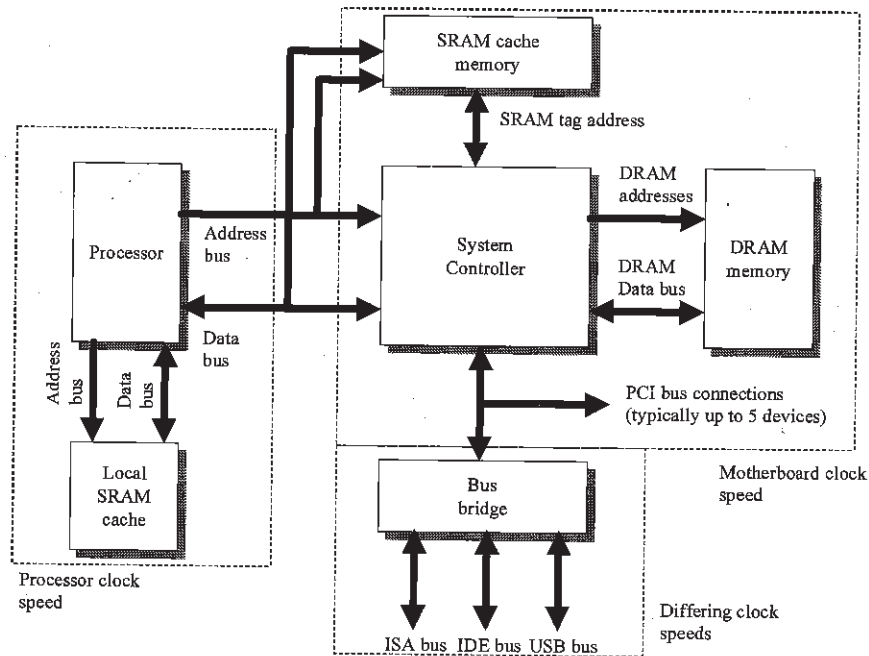 SRAM cache
memory
SRAM tag address
Processor
Address
bus
System
Controller
DRAM
addresses
DRAM
memory
DRAM
Data bus
Data
bus
Address
bus
Data
bus
PCI bus connections
(typically up to 5 devices)
Local
SRAM
cache
Bus
bridge
Motherboard clock
speed
Processor clock
speed
Differing clock
speeds
ISA bus IDE bus USB bus